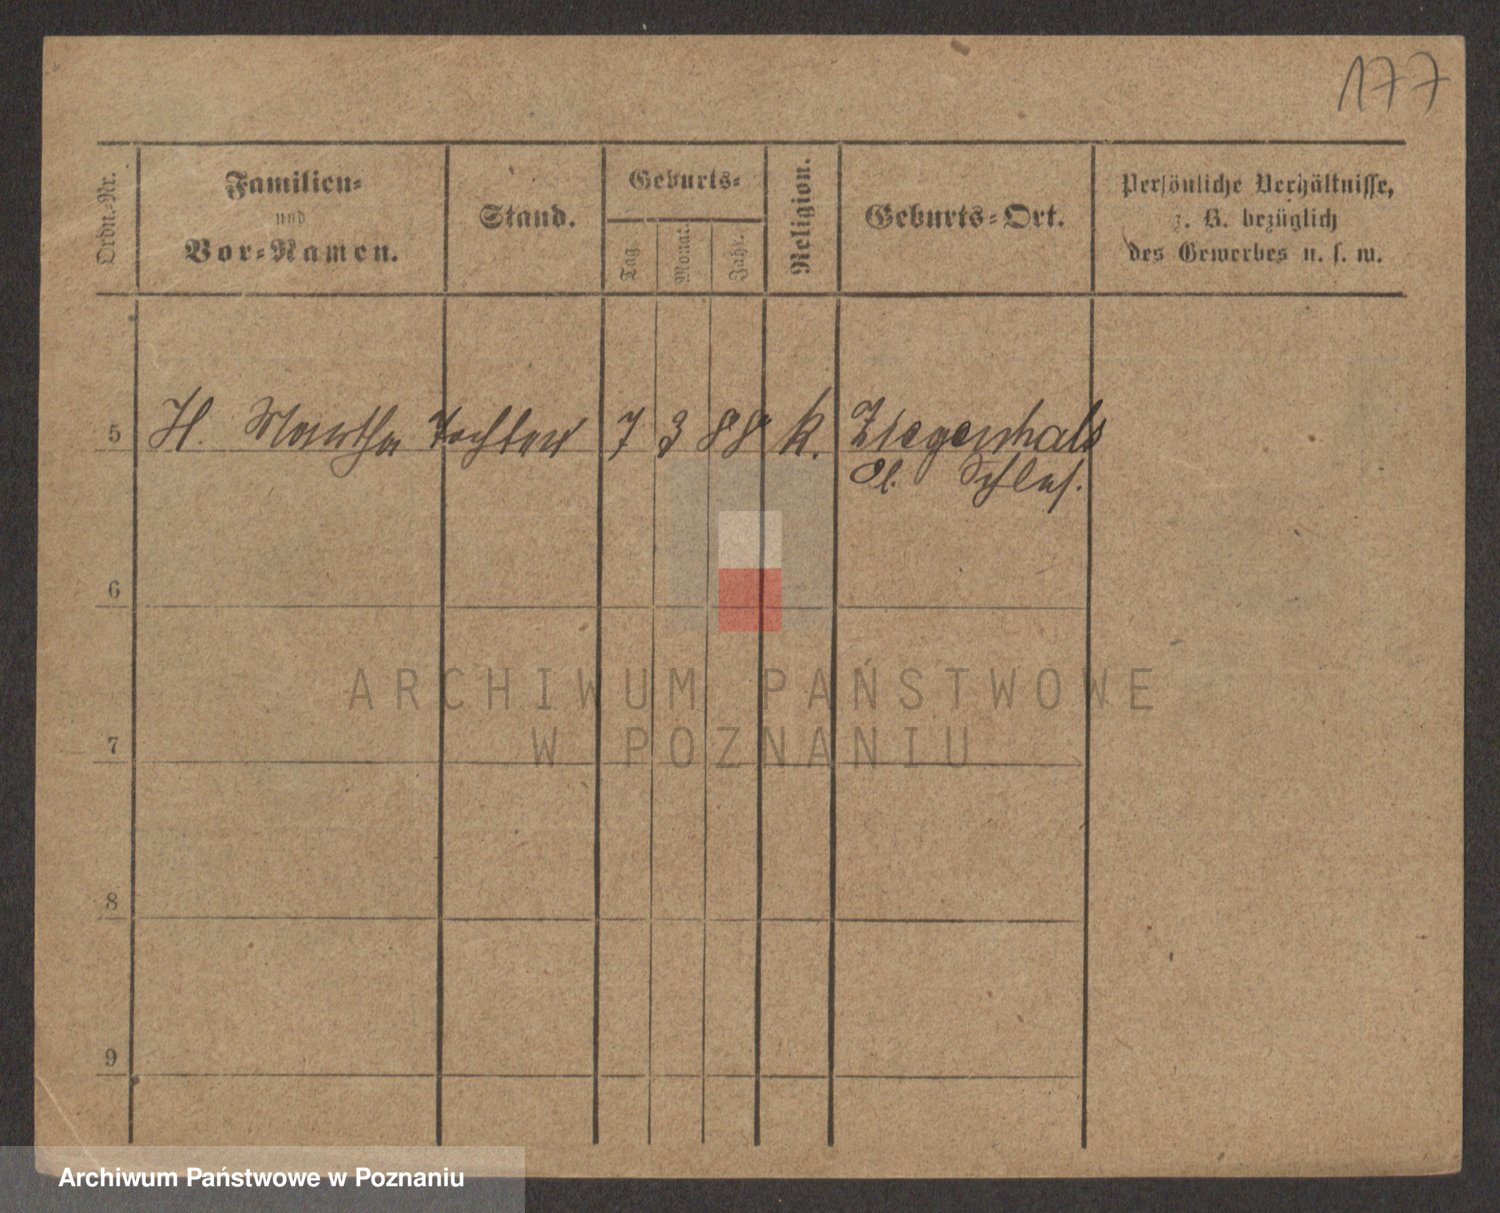 177
Ordn.-Nr.
Familien-
und
Vor-Namen.
Stand.
Geburts-
Tag.
Monat.
Jahr.
Religion.
Geburts-Ort.
Persönliche Verhältnisse,
z. B. bezüglich
des Gewerbes u. s. w.
5 H. Martha Tochter 7 3 88 k. Ziegenhals
O/. Schles.
6
7
8
9
ARCHIWUM PAŃSTWOWE
W POZNANIU
Archiwum Państwowe w Poznaniu